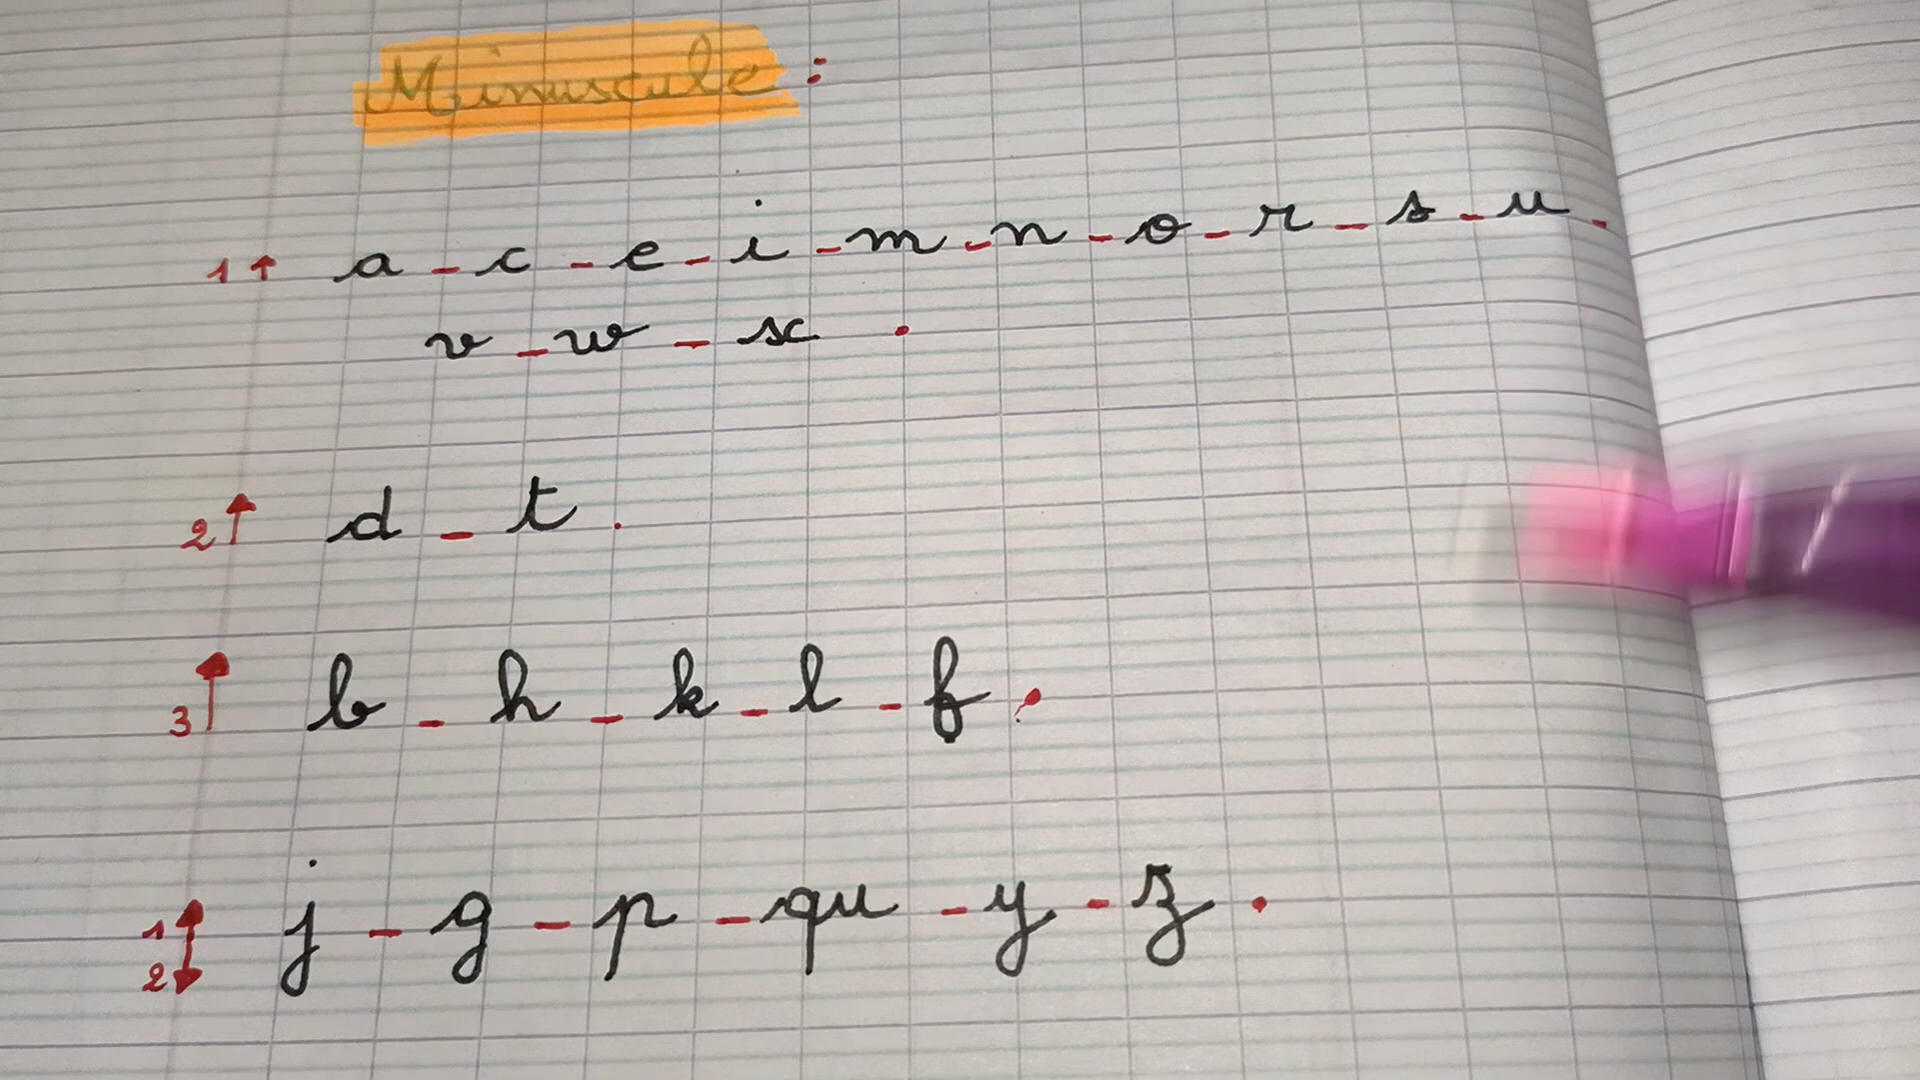 Minuscule :
1↑ a - c - e - i - m - n - o - r - s - u .
v - w - x .
2↑ d - t .
3↑ b - h - k - l - f .
1↑ j - g - p - qu - y - z .
2↓